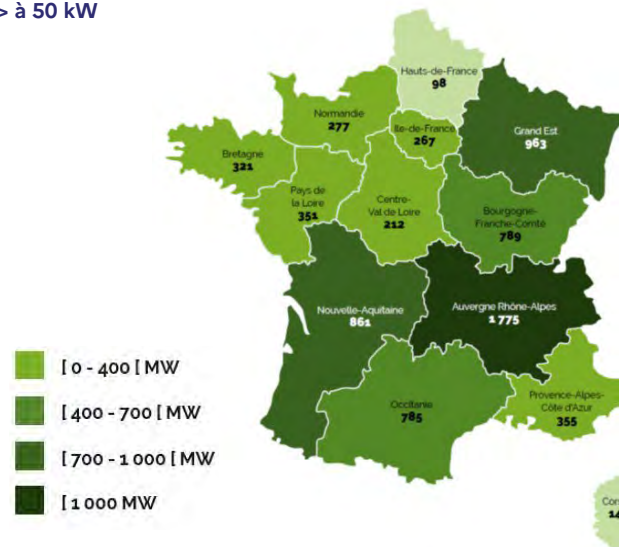 > à 50 kW
Hauts-de-France
98
Normandie
277
Ile-de-France
267
Grand Est
963
Bretagne
321
Pays de
la Loire
351
Centre-
Val de Loire
212
Bourgogne-
Franche-Comté
789
Nouvelle-Aquitaine
861
Auvergne Rhône-Alpes
1 775
Occitanie
785
Provence-Alpes-
Côte d'Azur
355
[ 0 - 400 [ MW
[ 400 - 700 [ MW
[ 700 - 1 000 [ MW
[ 1 000 MW